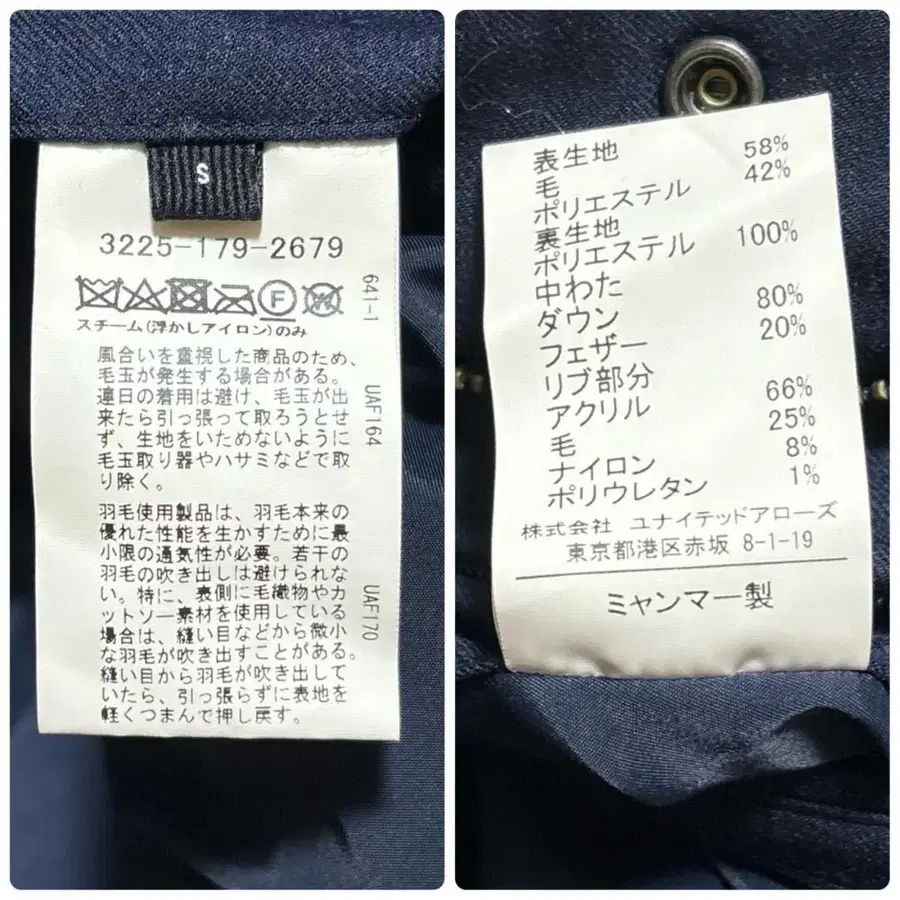 S
3225-179-2679
F
W
スチーム(浮かしアイロン)のみ
風合いを重視した商品のため、
毛玉が発生する場合がある。
連日の着用は避け、毛玉が出
来たら引っ張って取ろうとせ
ず、生地をいためないように
毛玉取り器やハサミなどで取
り除く。
羽毛使用製品は、羽毛本来の
優れた性能を生かすために最
小限の通気性が必要。若干の
羽毛の吹き出しは避けられな
い。特に、表側に毛織物やカ
ットソー素材を使用している
場合は、縫い目などから微小
な羽毛が吹き出すことがある。
縫い目から羽毛が吹き出して
いたら、引っ張らずに表地を
軽くつまんで押し戻す。
641-1
UAF164
UAF170
表生地
毛 58%
ポリエステル 42%
裏生地
ポリエステル 100%
中わた
ダウン 80%
フェザー 20%
リブ部分
アクリル 66%
毛 25%
ナイロン 8%
ポリウレタン 1%
株式会社 ユナイテッドアローズ
東京都港区赤坂 8-1-19
ミャンマー製